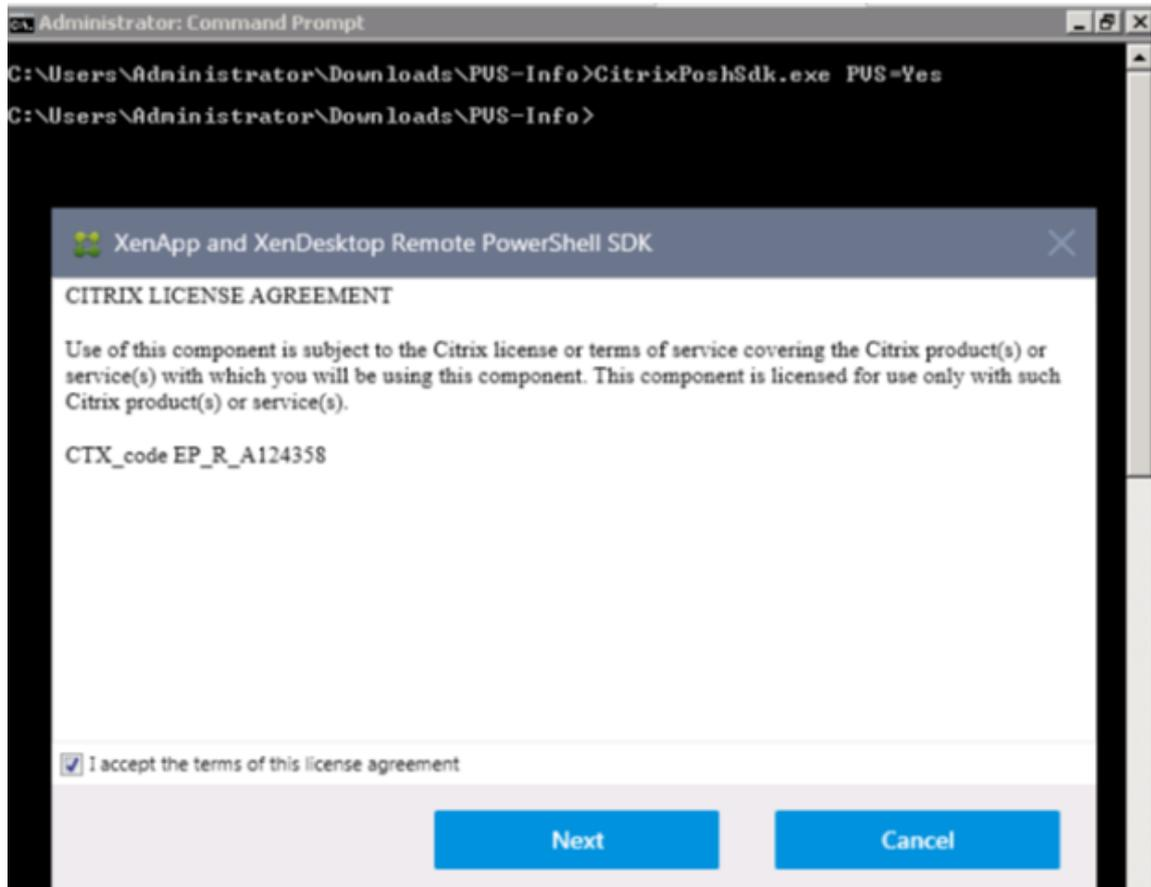 Administrator: Command Prompt
C:\Users\Administrator\Downloads\PVS-Info>CitrixPoshSdk.exe PVS=Yes
C:\Users\Administrator\Downloads\PVS-Info>
XenApp and XenDesktop Remote PowerShell SDK
CITRIX LICENSE AGREEMENT
Use of this component is subject to the Citrix license or terms of service covering the Citrix product(s) or
service(s) with which you will be using this component. This component is licensed for use only with such
Citrix product(s) or service(s).
CTX_code EP_R_A124358
I accept the terms of this license agreement
Next
Cancel